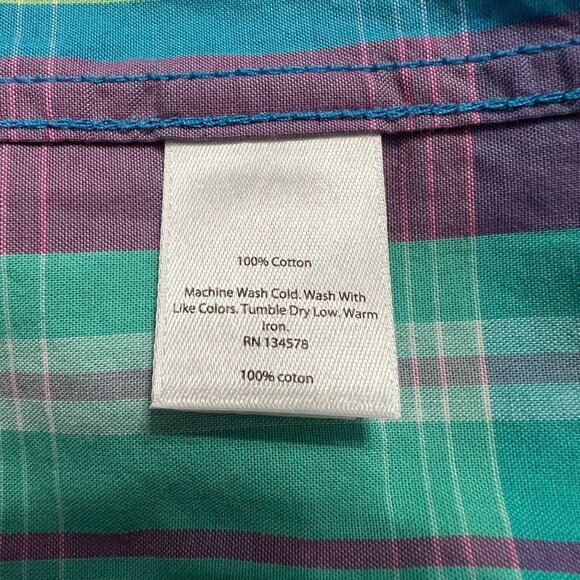 100% Cotton
Machine Wash Cold. Wash With
Like Colors. Tumble Dry Low. Warm
Iron.
RN 134578
100% coton